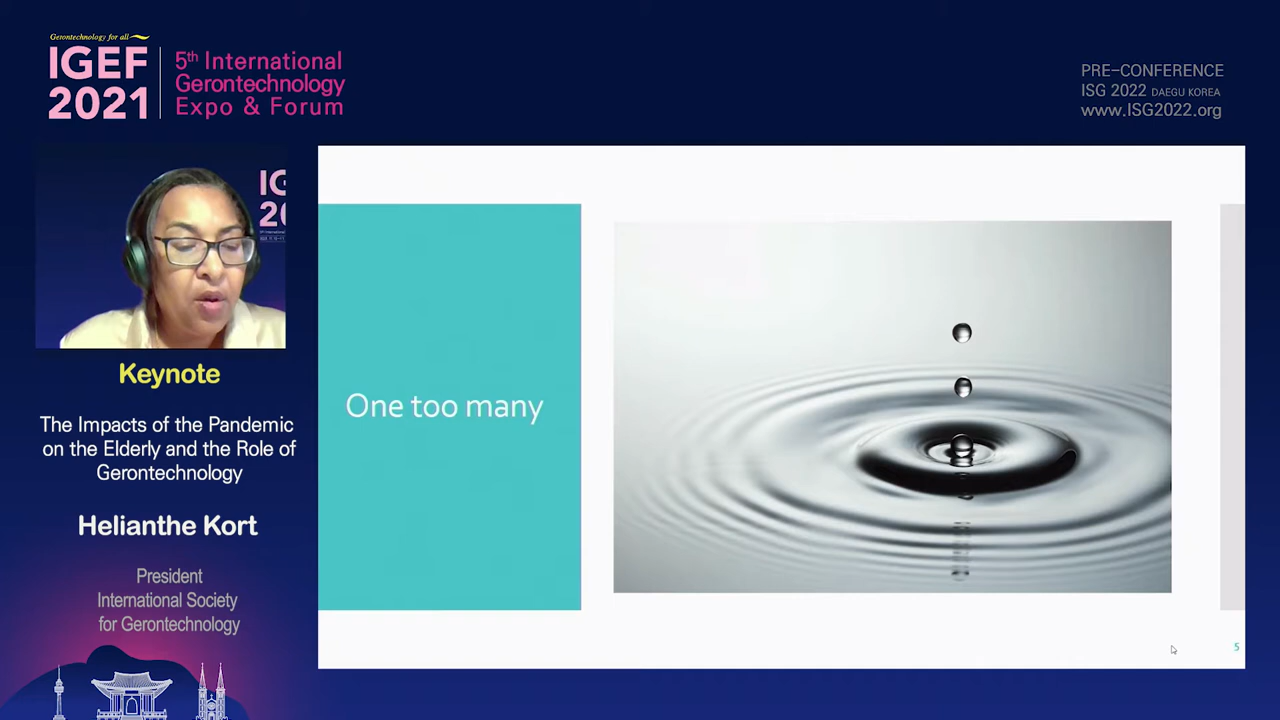 Gerontechnology for all
IGEF
2021
5th International
Gerontechnology
Expo & Forum
PRE-CONFERENCE
ISG 2022 DAEGU KOREA
www.ISG2022.org
IG
20
Keynote
The Impacts of the Pandemic
on the Elderly and the Role of
Gerontechnology
Helianthe Kort
President
International Society
for Gerontechnology
One too many
5